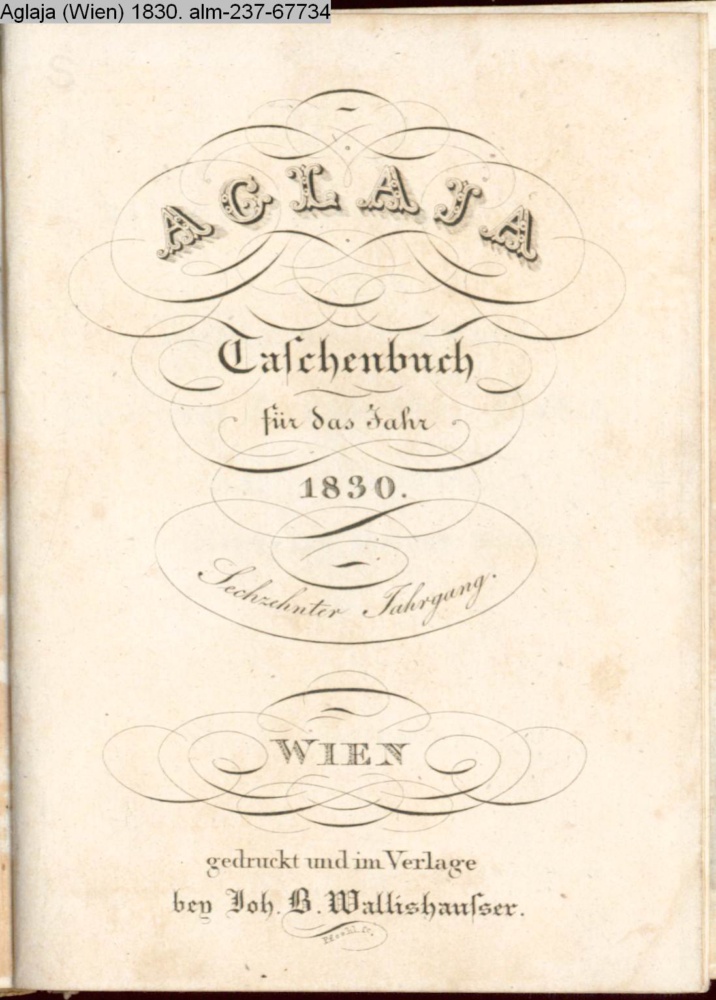 Aglaja (Wien) 1830. alm-237-67734
AGLAJA
Taſchenbuch
für das Jahr
1830.
Sechzehnter Jahrgang.
WIEN
gedruckt und im Verlage
bey Joh. B. Wallishauſser.